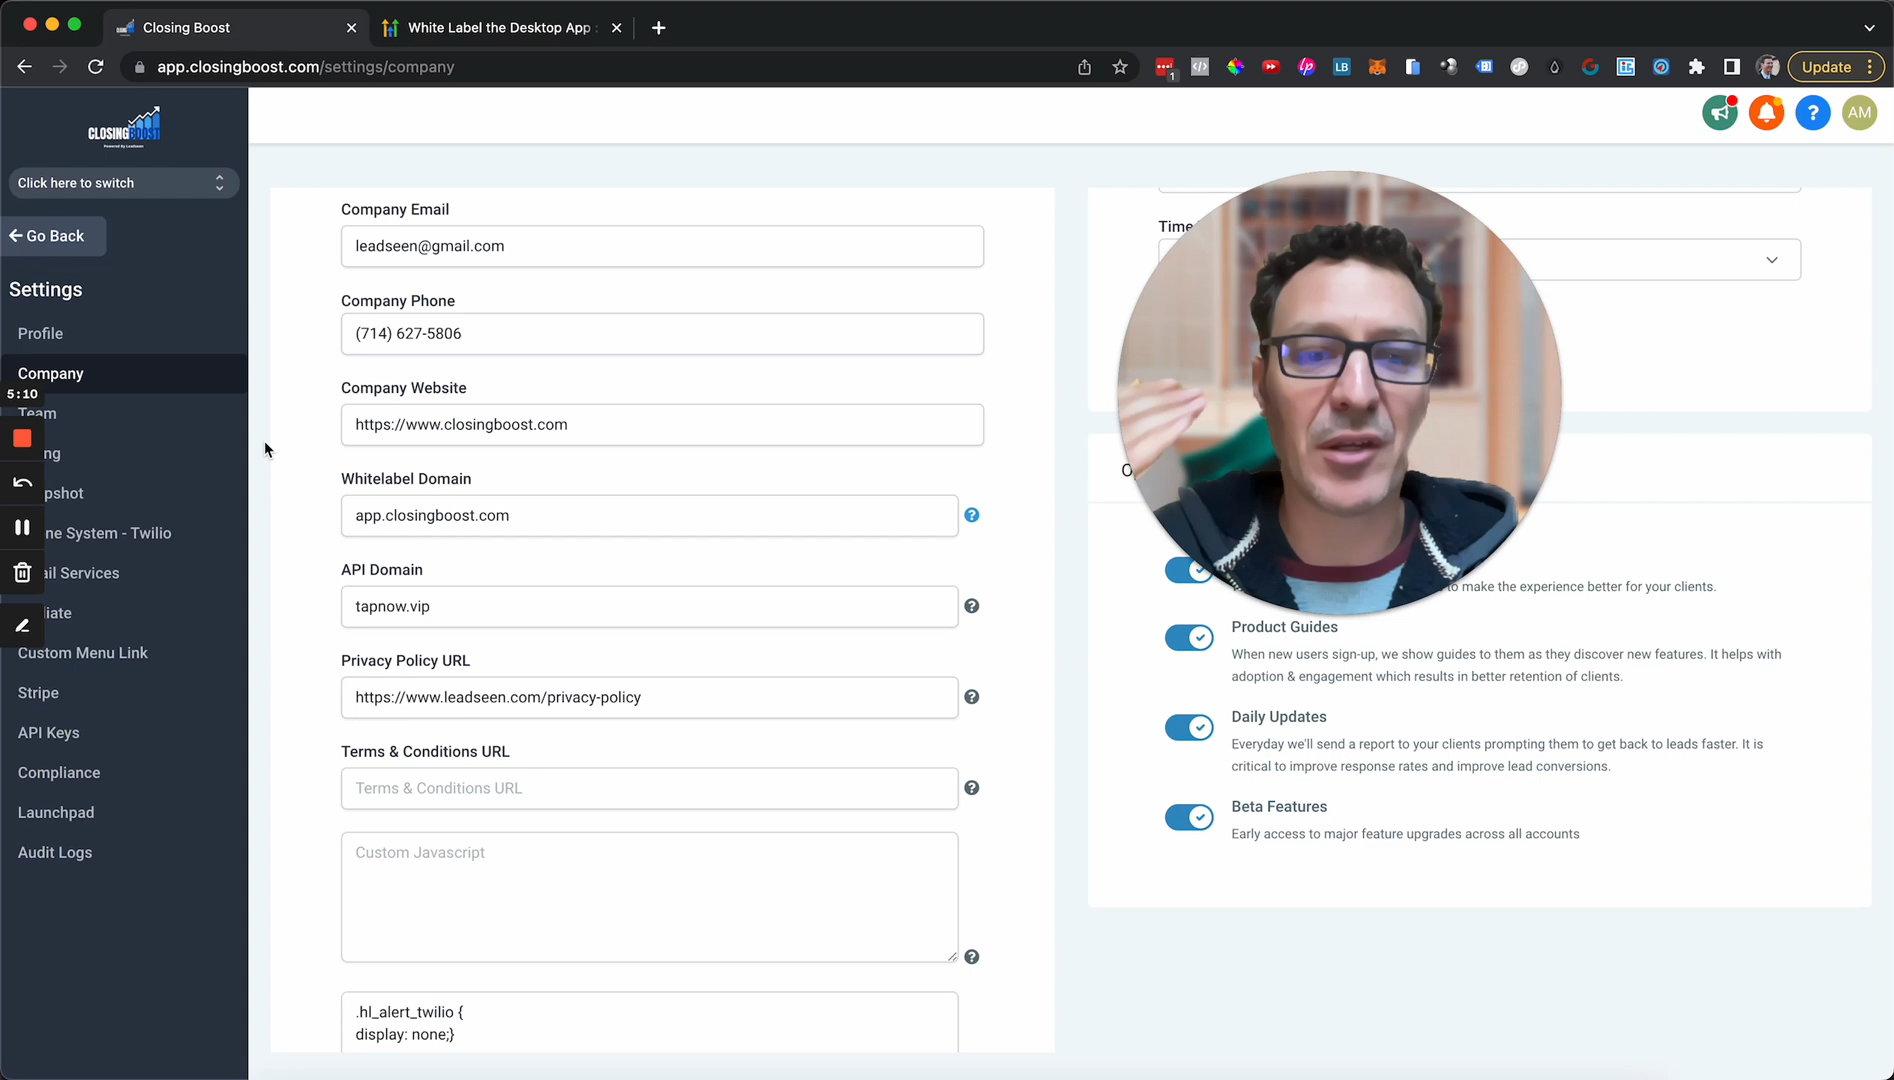 Closing Boost
White Label the Desktop App
app.closingboost.com/settings/company
1
LB
Update
CLOSINGBOOST
Powered By Leadseen
Click here to switch
? AM
Go Back
Settings
Profile
Company
5:10
Team
ng
pshot
ne System - Twilio
ail Services
liate
Custom Menu Link
Stripe
API Keys
Compliance
Launchpad
Audit Logs
Company Email
leadseen@gmail.com
Company Phone
(714) 627-5806
Company Website
https://www.closingboost.com
Whitelabel Domain
app.closingboost.com
API Domain
tapnow.vip
Privacy Policy URL
https://www.leadseen.com/privacy-policy
Terms & Conditions URL
Terms & Conditions URL
Custom Javascript
.hl_alert_twilio {
display: none;}
Time
to make the experience better for your clients.
Product Guides
When new users sign-up, we show guides to them as they discover new features. It helps with
adoption & engagement which results in better retention of clients.
Daily Updates
Everyday we'll send a report to your clients prompting them to get back to leads faster. It is
critical to improve response rates and improve lead conversions.
Beta Features
Early access to major feature upgrades across all accounts